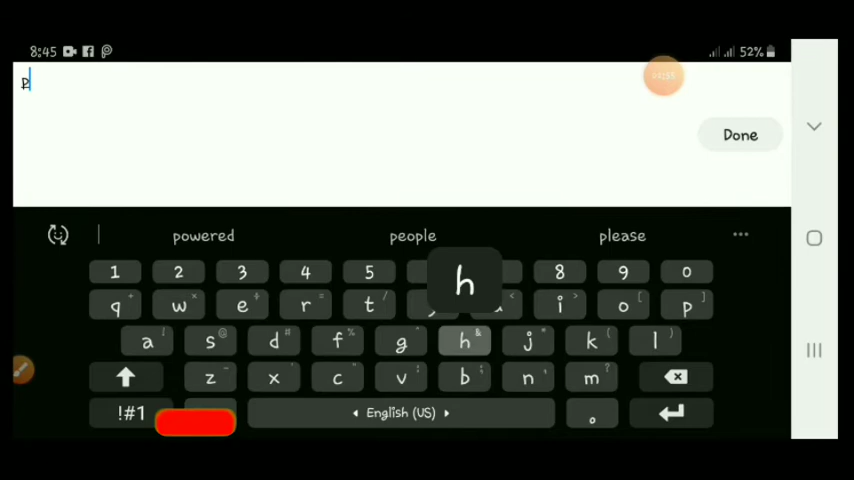 8:45 52%
p
Done
powered people please
1 2 3 4 5 8 9 0
q w e r t i o p
h
a s d f g h j k l
z x c v b n m
!#1 English (US) .